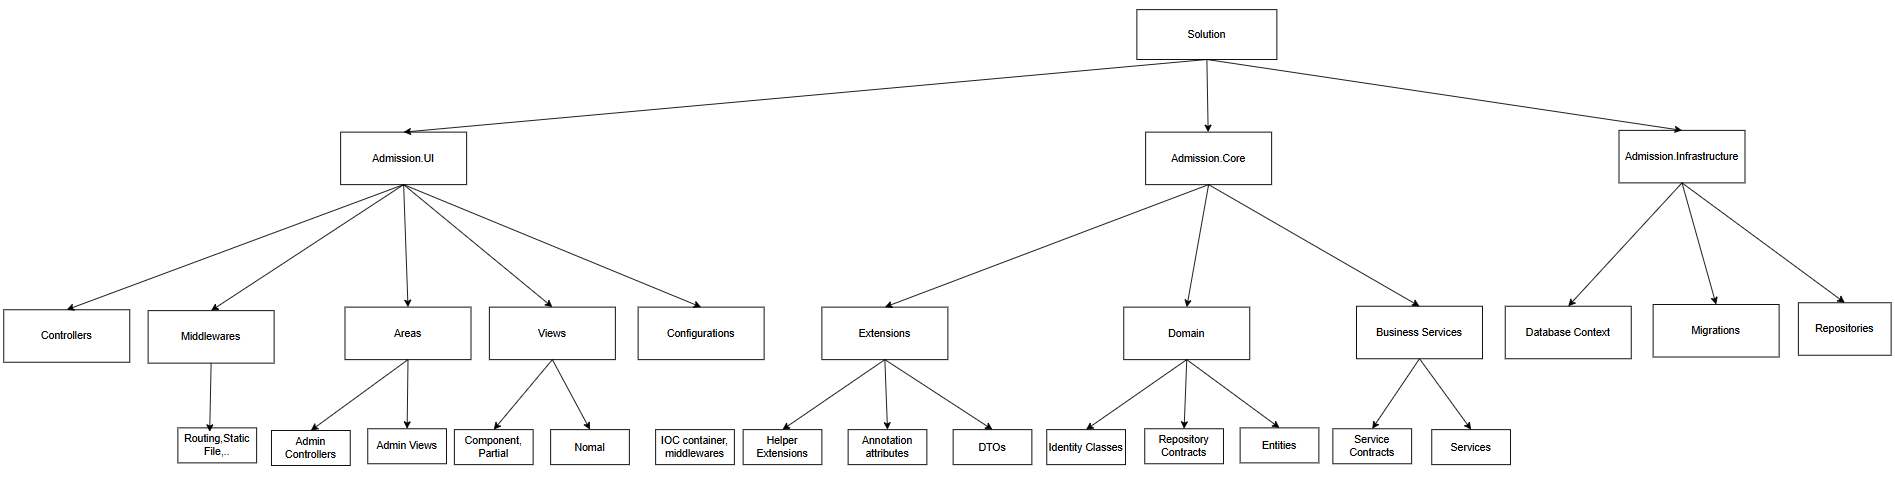 Solution
Admission.UI
Admission.Core
Admission.Infrastructure
Controllers
Middlewares
Areas
Views
Configurations
Extensions
Domain
Business Services
Database Context
Migrations
Repositories
Routing,Static
File,..
Admin
Controllers
Admin Views
Component,
Partial
Nomal
IOC container,
middlewares
Helper
Extensions
Annotation
attributes
DTOs
Identity Classes
Repository
Contracts
Entities
Service
Contracts
Services